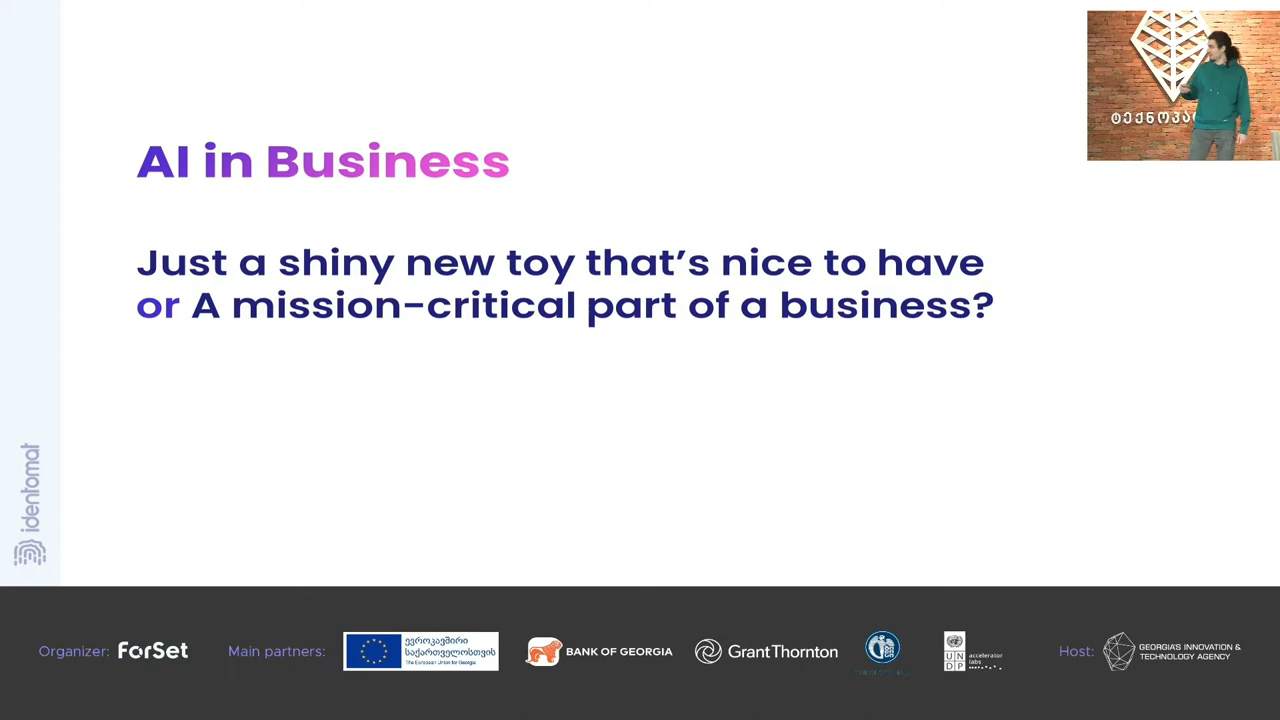 AI in Business
Just a shiny new toy that's nice to have
or A mission-critical part of a business?
identomat
Organizer: ForSet
Main partners:
ევროკავშირი
საქართველოსთვის
The European Union for Georgia
BANK OF GEORGIA
Grant Thornton
UN
DP
accelerator
labs
Host:
GEORGIA'S INNOVATION &
TECHNOLOGY AGENCY